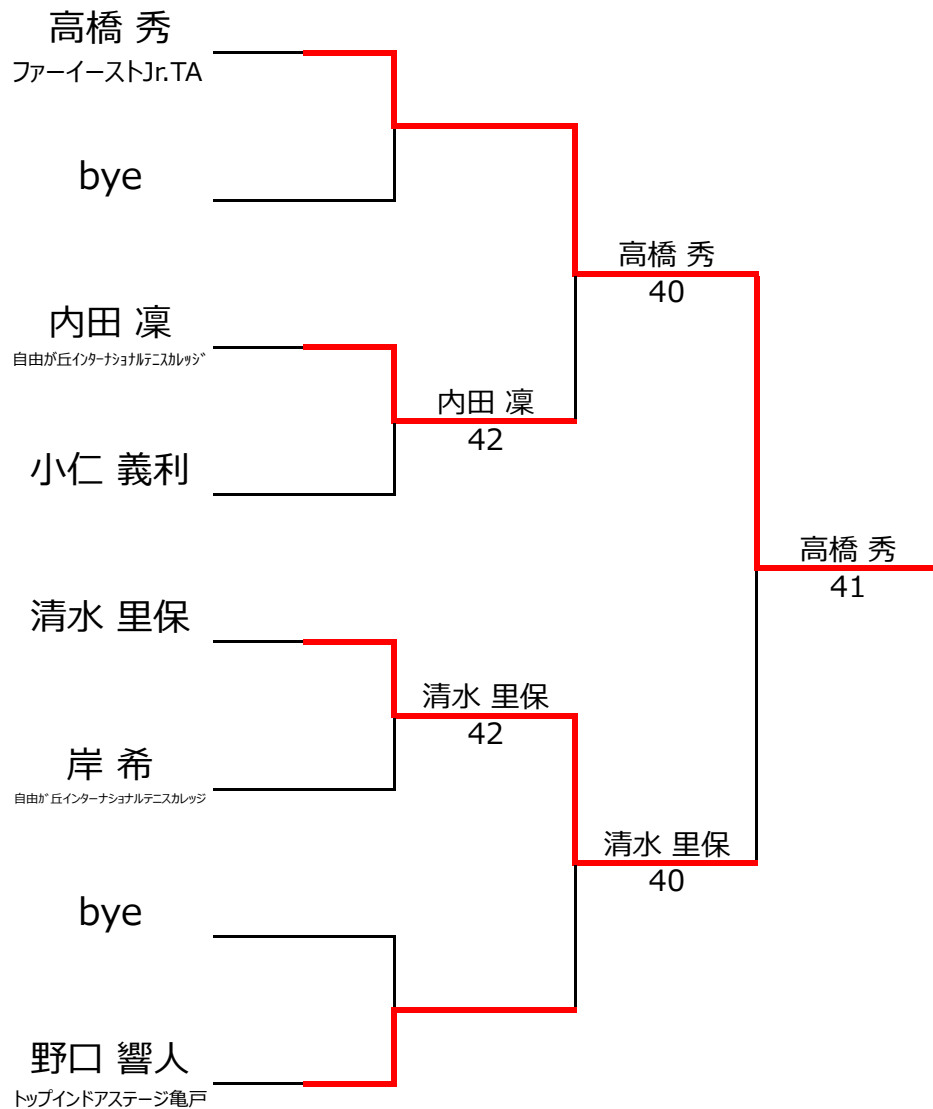 高橋 秀
ファーイーストJr.TA
bye
高橋 秀
40
内田 凜
自由が丘インターナショナルテニスカレッジ
内田 凜
42
小仁 義利
高橋 秀
41
清水 里保
清水 里保
42
岸 希
自由が丘インターナショナルテニスカレッジ
清水 里保
40
bye
野口 響人
トップインドアステージ亀戸